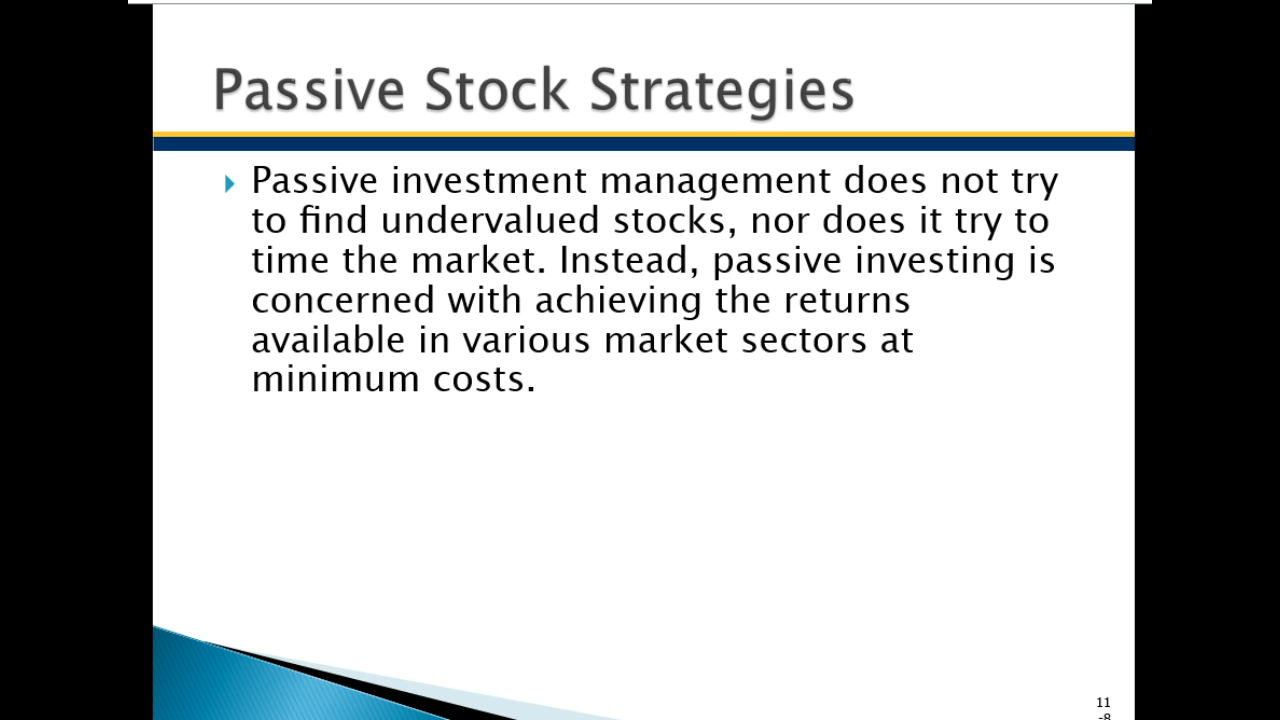 Passive Stock Strategies
Passive investment management does not try
to find undervalued stocks, nor does it try to
time the market. Instead, passive investing is
concerned with achieving the returns
available in various market sectors at
minimum costs.
11
-8